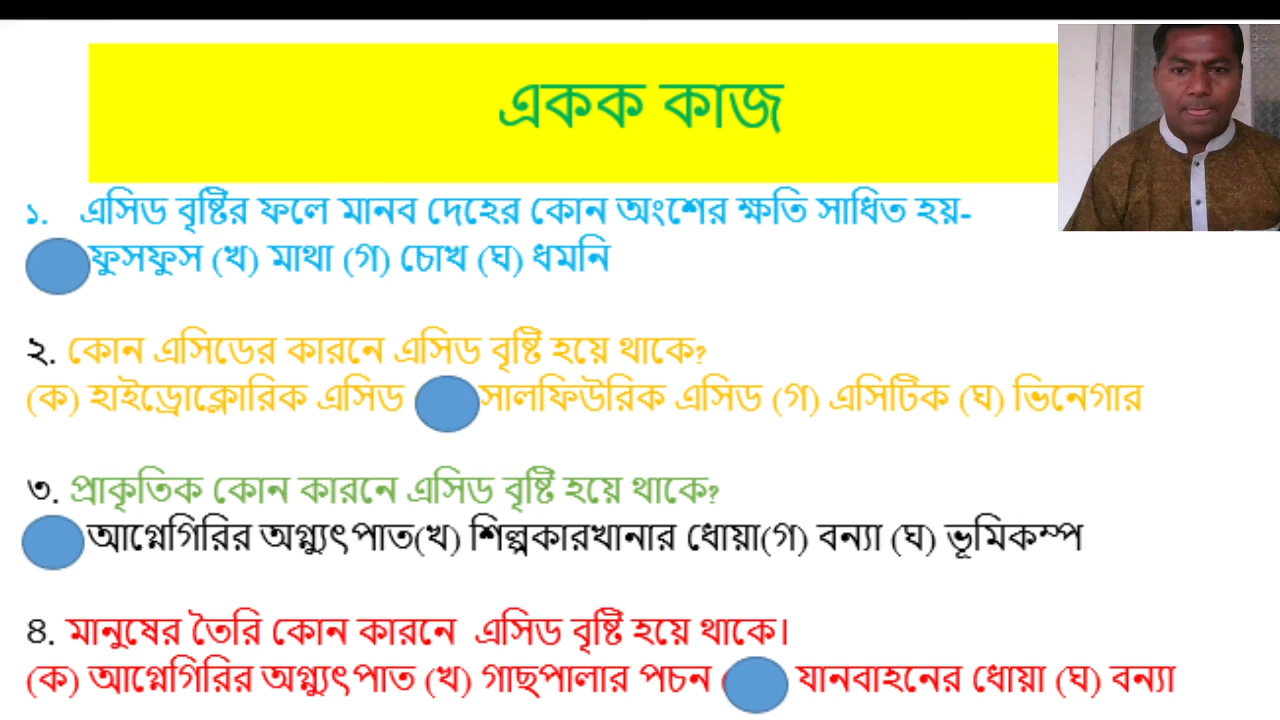 একক কাজ
১. এসিড বৃষ্টির ফলে মানব দেহের কোন অংশের ক্ষতি সাধিত হয়-
ফুসফুস (খ) মাথা (গ) চোখ (ঘ) ধমনি
২. কোন এসিডের কারনে এসিড বৃষ্টি হয়ে থাকে?
(ক) হাইড্রোক্লোরিক এসিড সালফিউরিক এসিড (গ) এসিটিক (ঘ) ভিনেগার
৩. প্রাকৃতিক কোন কারনে এসিড বৃষ্টি হয়ে থাকে?
আগ্নেগিরির অগ্ন্যুৎপাত(খ) শিল্পকারখানার ধোয়া(গ) বন্যা (ঘ) ভূমিকম্প
৪. মানুষের তৈরি কোন কারনে এসিড বৃষ্টি হয়ে থাকে।
(ক) আগ্নেগিরির অগ্ন্যুৎপাত (খ) গাছপালার পচন ( যানবাহনের ধোয়া (ঘ) বন্যা